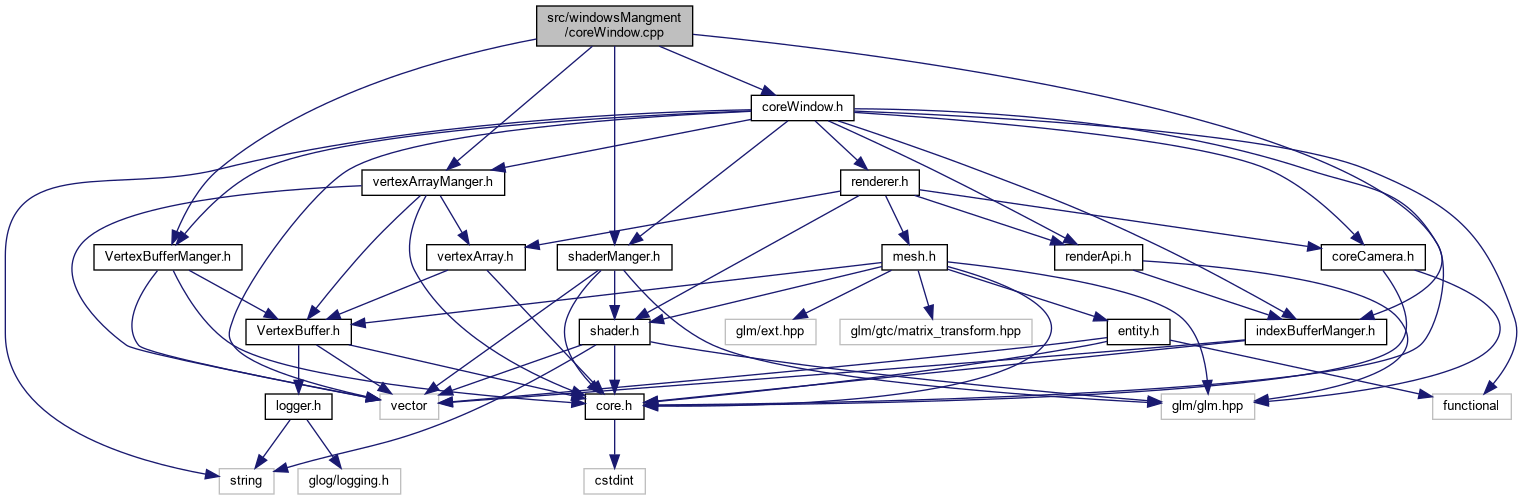 src/windowsMangment
/coreWindow.cpp
coreWindow.h
vertexArrayManger.h
renderer.h
VertexBufferManger.h
vertexArray.h
shaderManger.h
mesh.h
renderApi.h
coreCamera.h
VertexBuffer.h
shader.h
glm/ext.hpp
glm/gtc/matrix_transform.hpp
entity.h
indexBufferManger.h
logger.h
vector
core.h
glm/glm.hpp
functional
string
glog/logging.h
cstdint